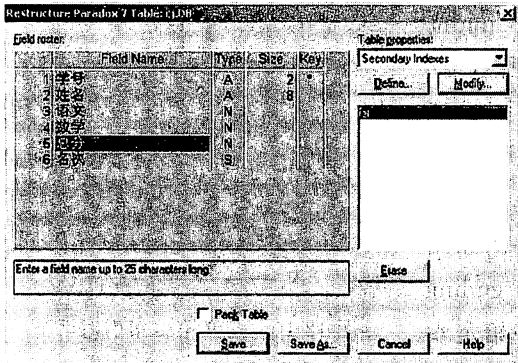 Restructure Paradox 7 Table: cj.DB
Field roster:
Table properties:
Field Name Type Size Key
Secondary Indexes
1 学号 A 2 *
2 姓名 A 8
3 语文 N
4 数学 N
5 总分 N
6 名次 S
Define... Modify...
Enter a field name up to 25 characters long.
Erase
Pack Table
Save Save As... Cancel Help